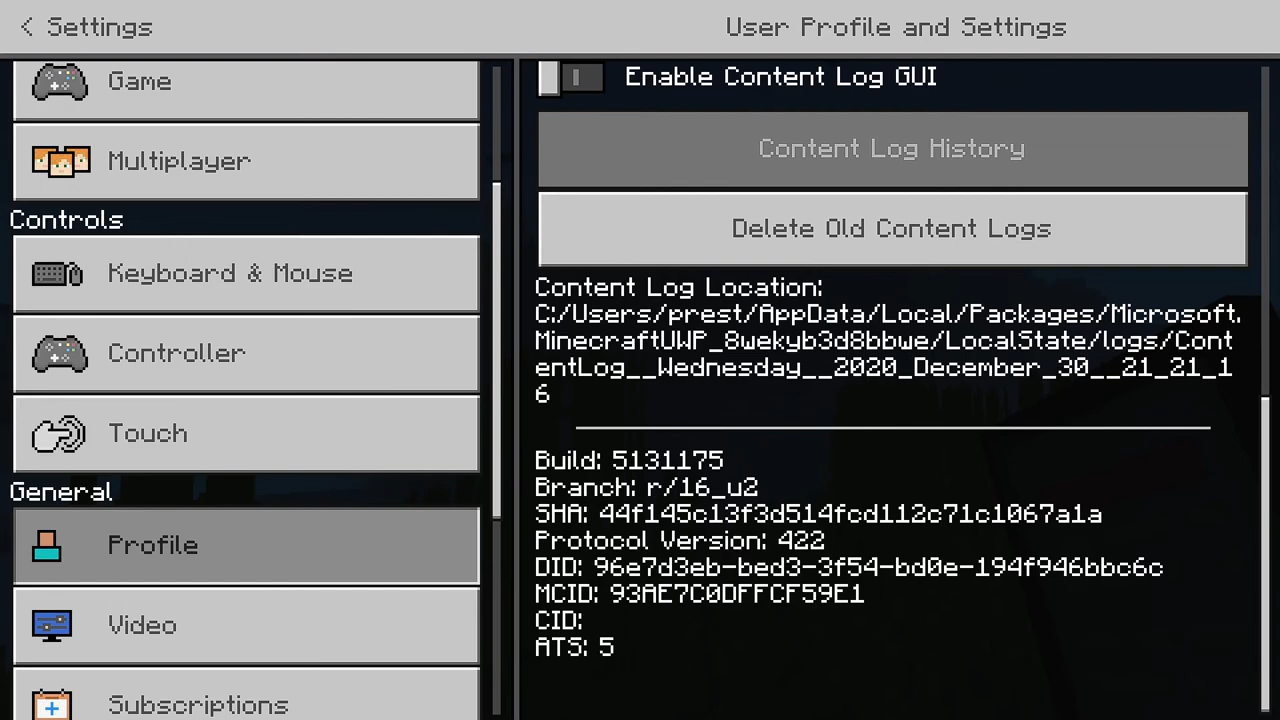 < Settings
User Profile and Settings
Game
Multiplayer
Controls
Keyboard & Mouse
Controller
Touch
General
Profile
Video
Subscriptions
Enable Content Log GUI
Content Log History
Delete Old Content Logs
Content Log Location:
C:/Users/prest/AppData/Local/Packages/Microsoft.
MinecraftUWP_8wekyb3d8bbwe/LocalState/logs/Cont
entLog__Wednesday__2020_December_30__21_21_1
6
Build: 5131175
Branch: r/16_u2
SHA: 44f145c13f3d514fcd112c71c1067a1a
Protocol Version: 422
DID: 96e7d3eb-bed3-3f54-bd0e-194f946bbc6c
MCID: 93AE7C0DFFCF59E1
CID:
ATS: 5